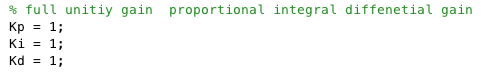 % full unitiy gain  proportional integral diffenetial gain
Kp = 1;
Ki = 1;
Kd = 1;